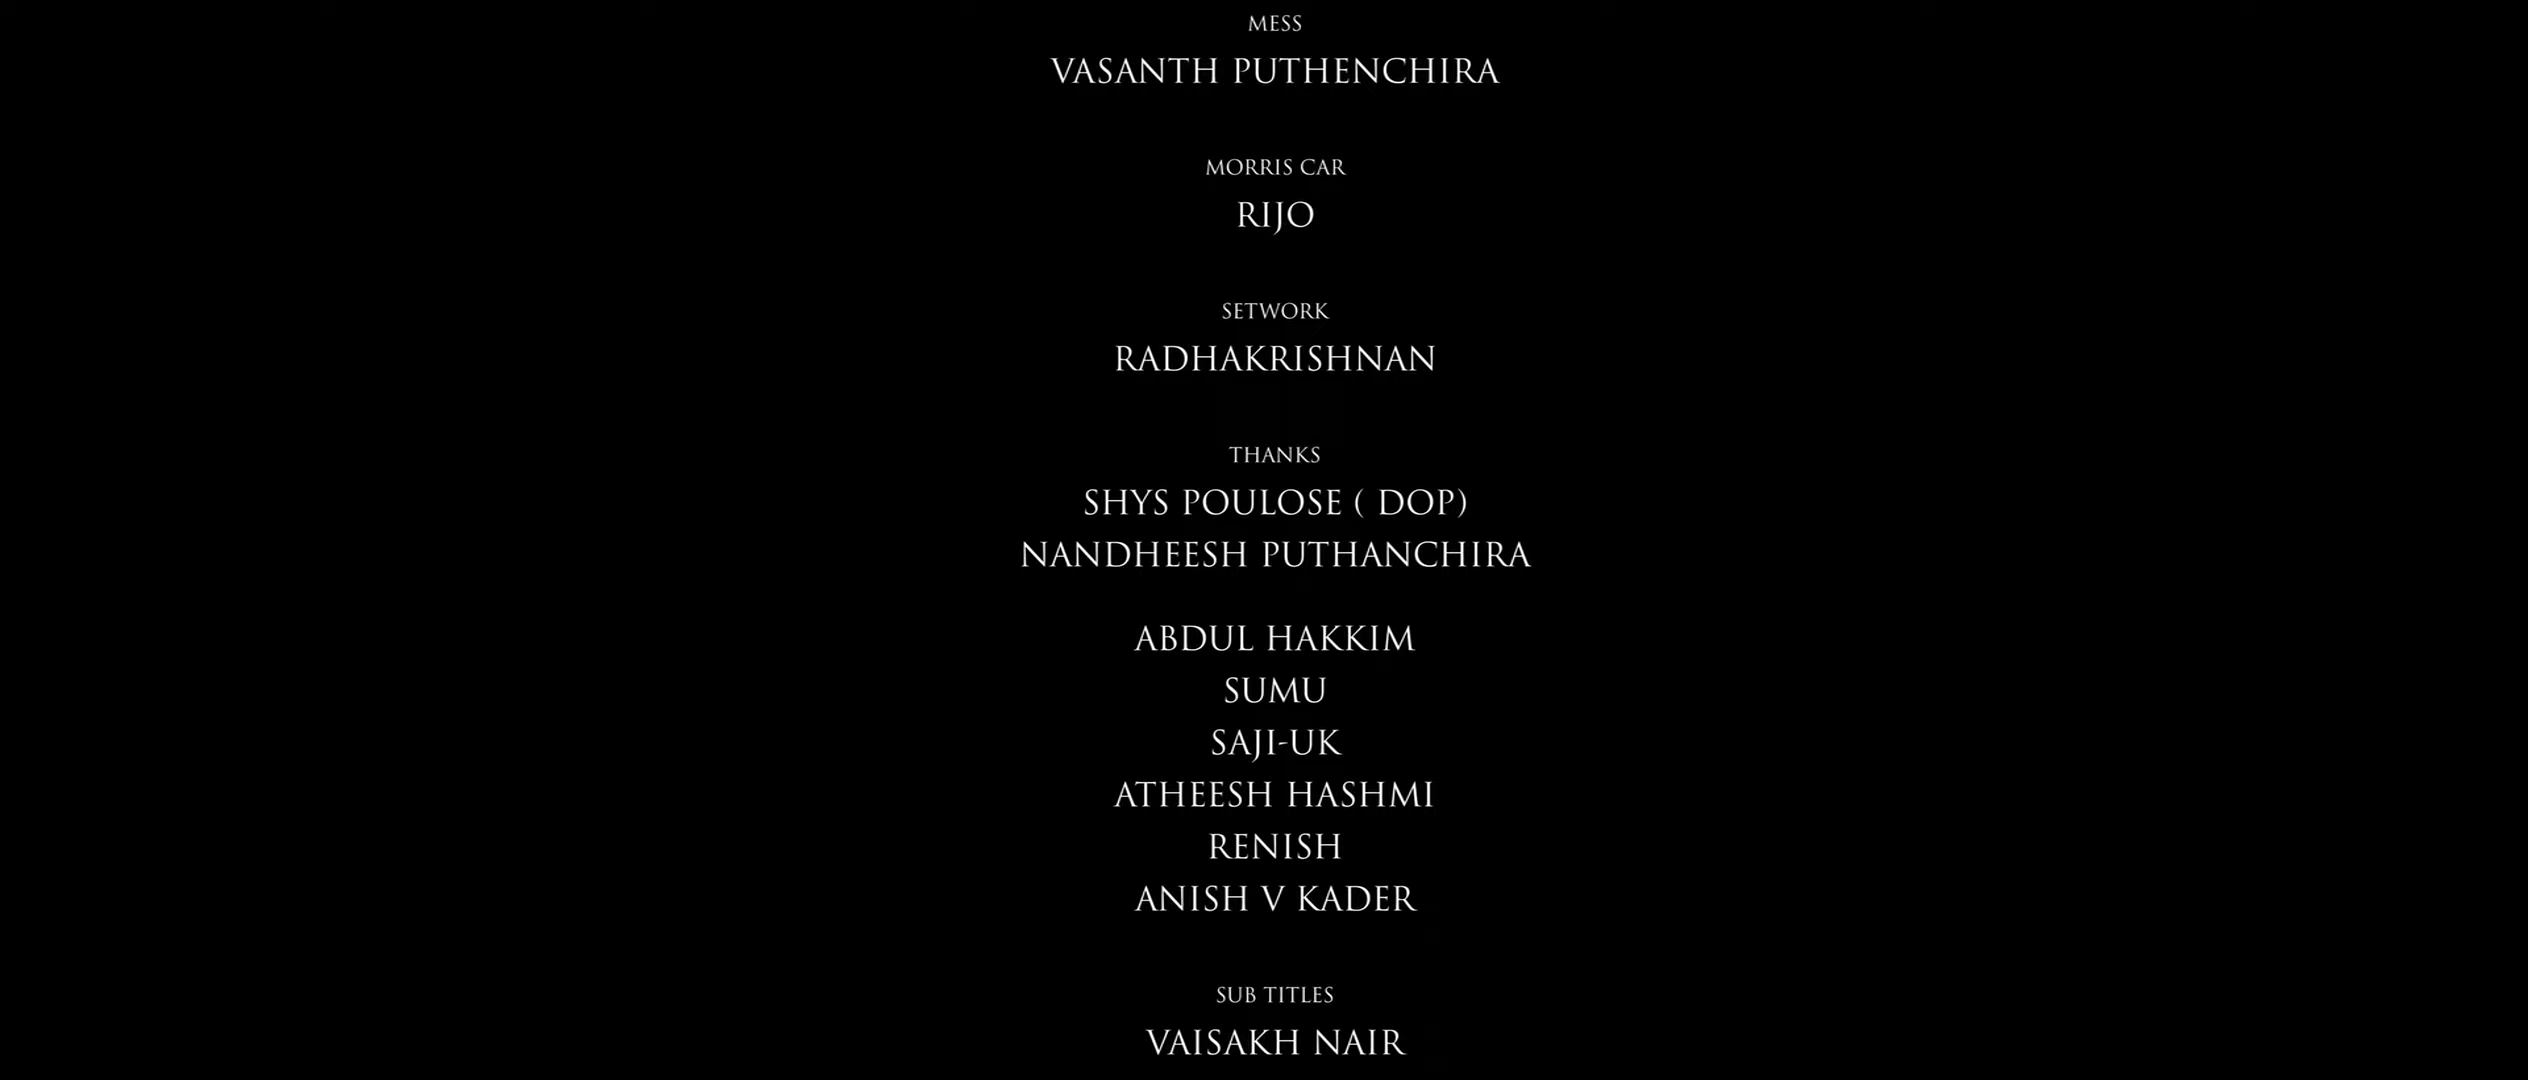 MESS
VASANTH PUTHENCHIRA
MORRIS CAR
RIJO
SETWORK
RADHAKRISHNAN
THANKS
SHYS POULOSE ( DOP)
NANDHEESH PUTHANCHIRA
ABDUL HAKKIM
SUMU
SAJI-UK
ATHEESH HASHMI
RENISH
ANISH V KADER
SUB TITLES
VAISAKH NAIR